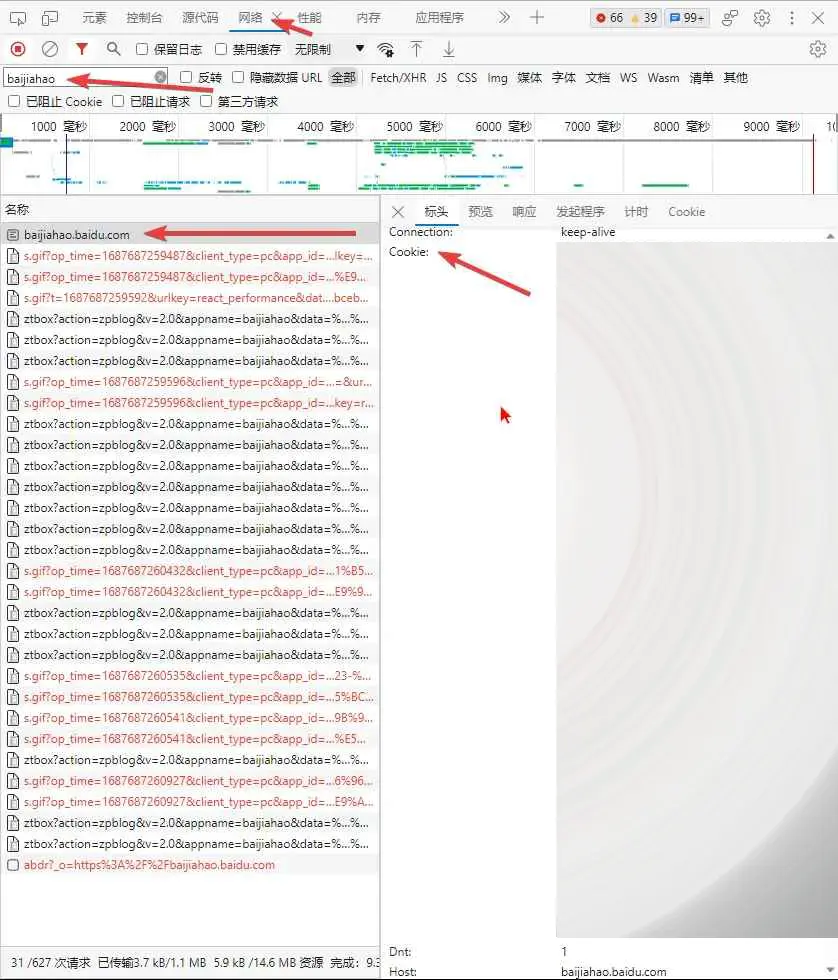 元素 控制台 源代码 网络 性能 内存 应用程序 66 39 99+
保留日志 禁用缓存 无限制
baijiahao 反转 隐藏数据 URL 全部 Fetch/XHR JS CSS Img 媒体 字体 文档 WS Wasm 清单 其他
已阻止 Cookie 已阻止请求 第三方请求
1000 毫秒 2000 毫秒 3000 毫秒 4000 毫秒 5000 毫秒 6000 毫秒 7000 毫秒 8000 毫秒 9000 毫秒
名称
baijiahao.baidu.com
s.gif?op_time=1687687259487&client_type=pc&app_id=...lkey=...
s.gif?op_time=1687687259487&client_type=pc&app_id=...%E9...
s.gif?t=1687687259592&urlkey=react_performance&dat...bceb...
ztbox?action=zpblog&v=2.0&appname=baijiahao&data=%...%...
ztbox?action=zpblog&v=2.0&appname=baijiahao&data=%...%...
ztbox?action=zpblog&v=2.0&appname=baijiahao&data=%...%...
s.gif?op_time=1687687259596&client_type=pc&app_id=...=&ur...
s.gif?op_time=1687687259596&client_type=pc&app_id=...key=r...
ztbox?action=zpblog&v=2.0&appname=baijiahao&data=%...%...
ztbox?action=zpblog&v=2.0&appname=baijiahao&data=%...%...
ztbox?action=zpblog&v=2.0&appname=baijiahao&data=%...%...
ztbox?action=zpblog&v=2.0&appname=baijiahao&data=%...%...
ztbox?action=zpblog&v=2.0&appname=baijiahao&data=%...%...
ztbox?action=zpblog&v=2.0&appname=baijiahao&data=%...%...
ztbox?action=zpblog&v=2.0&appname=baijiahao&data=%...%...
s.gif?op_time=1687687260432&client_type=pc&app_id=...1%B5...
s.gif?op_time=1687687260432&client_type=pc&app_id=...E9%9...
ztbox?action=zpblog&v=2.0&appname=baijiahao&data=%...%...
ztbox?action=zpblog&v=2.0&appname=baijiahao&data=%...%...
ztbox?action=zpblog&v=2.0&appname=baijiahao&data=%...%...
s.gif?op_time=1687687260535&client_type=pc&app_id=...23-%...
s.gif?op_time=1687687260535&client_type=pc&app_id=...5%BC...
s.gif?op_time=1687687260541&client_type=pc&app_id=...9B%9...
s.gif?op_time=1687687260541&client_type=pc&app_id=...%E5...
ztbox?action=zpblog&v=2.0&appname=baijiahao&data=%...%...
s.gif?op_time=1687687260927&client_type=pc&app_id=...6%96...
s.gif?op_time=1687687260927&client_type=pc&app_id=...E9%A...
ztbox?action=zpblog&v=2.0&appname=baijiahao&data=%...%...
ztbox?action=zpblog&v=2.0&appname=baijiahao&data=%...%...
abdr?_o=https%3A%2F%2Fbaijiahao.baidu.com
31 /627 次请求 已传输3.7 kB/1.1 MB 5.9 kB /14.6 MB 资源 完成: 9.3
标头 预览 响应 发起程序 计时 Cookie
Connection: keep-alive
Cookie:
Dnt: 1
Host: baijiahao.baidu.com